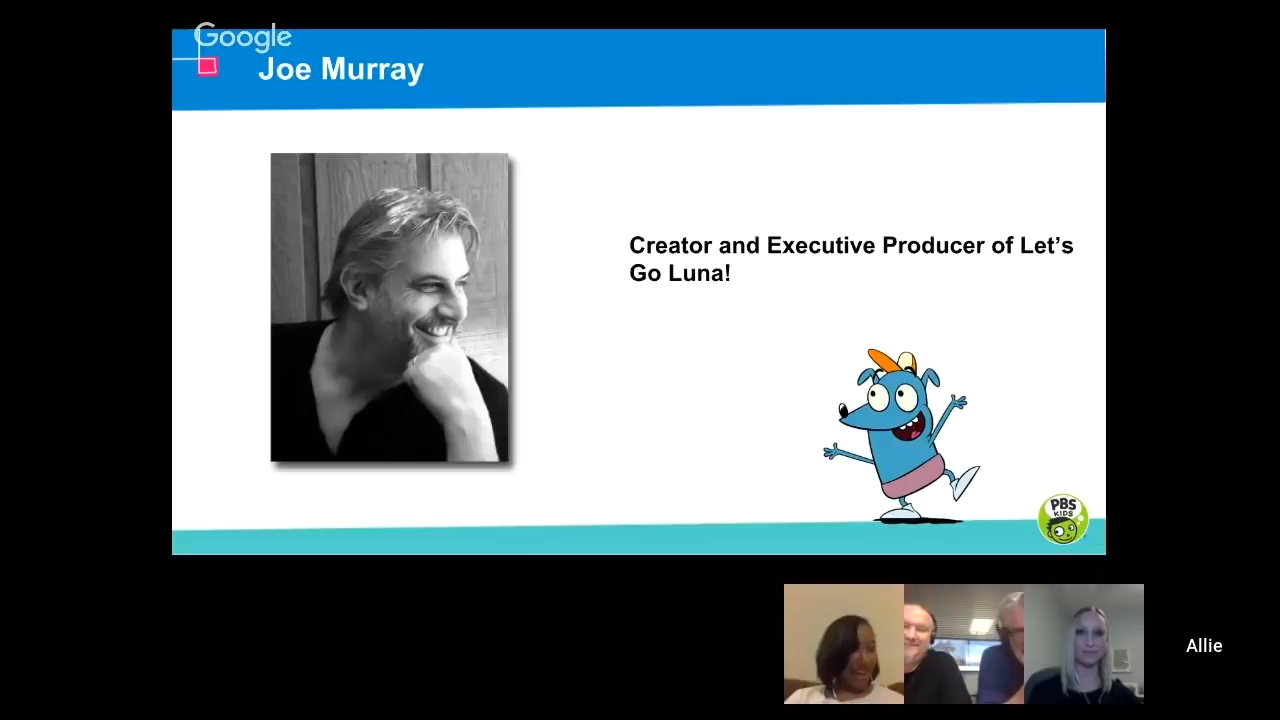 Google
Joe Murray
Creator and Executive Producer of Let’s
Go Luna!
PBS
KIDS
Allie